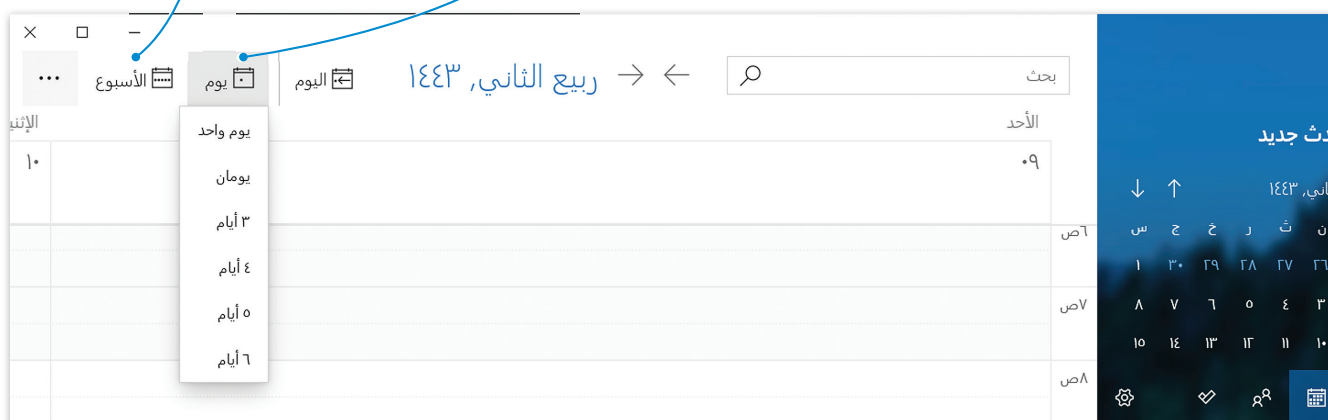 بحث
ربيع الثاني, ١٤٤٣
اليوم
يوم
الأسبوع
يوم واحد
يومان
٣ أيام
٤ أيام
٥ أيام
٦ أيام
الأحد
٠٩
١٠
٦ص
٧ص
٨ص
جديد
١٤٤٣
ن ث ر خ ج س
٢٦ ٢٧ ٢٨ ٢٩ ٣٠ ١
٣ ٤ ٥ ٦ ٧ ٨
١٠ ١١ ١٢ ١٣ ١٤ ١٥